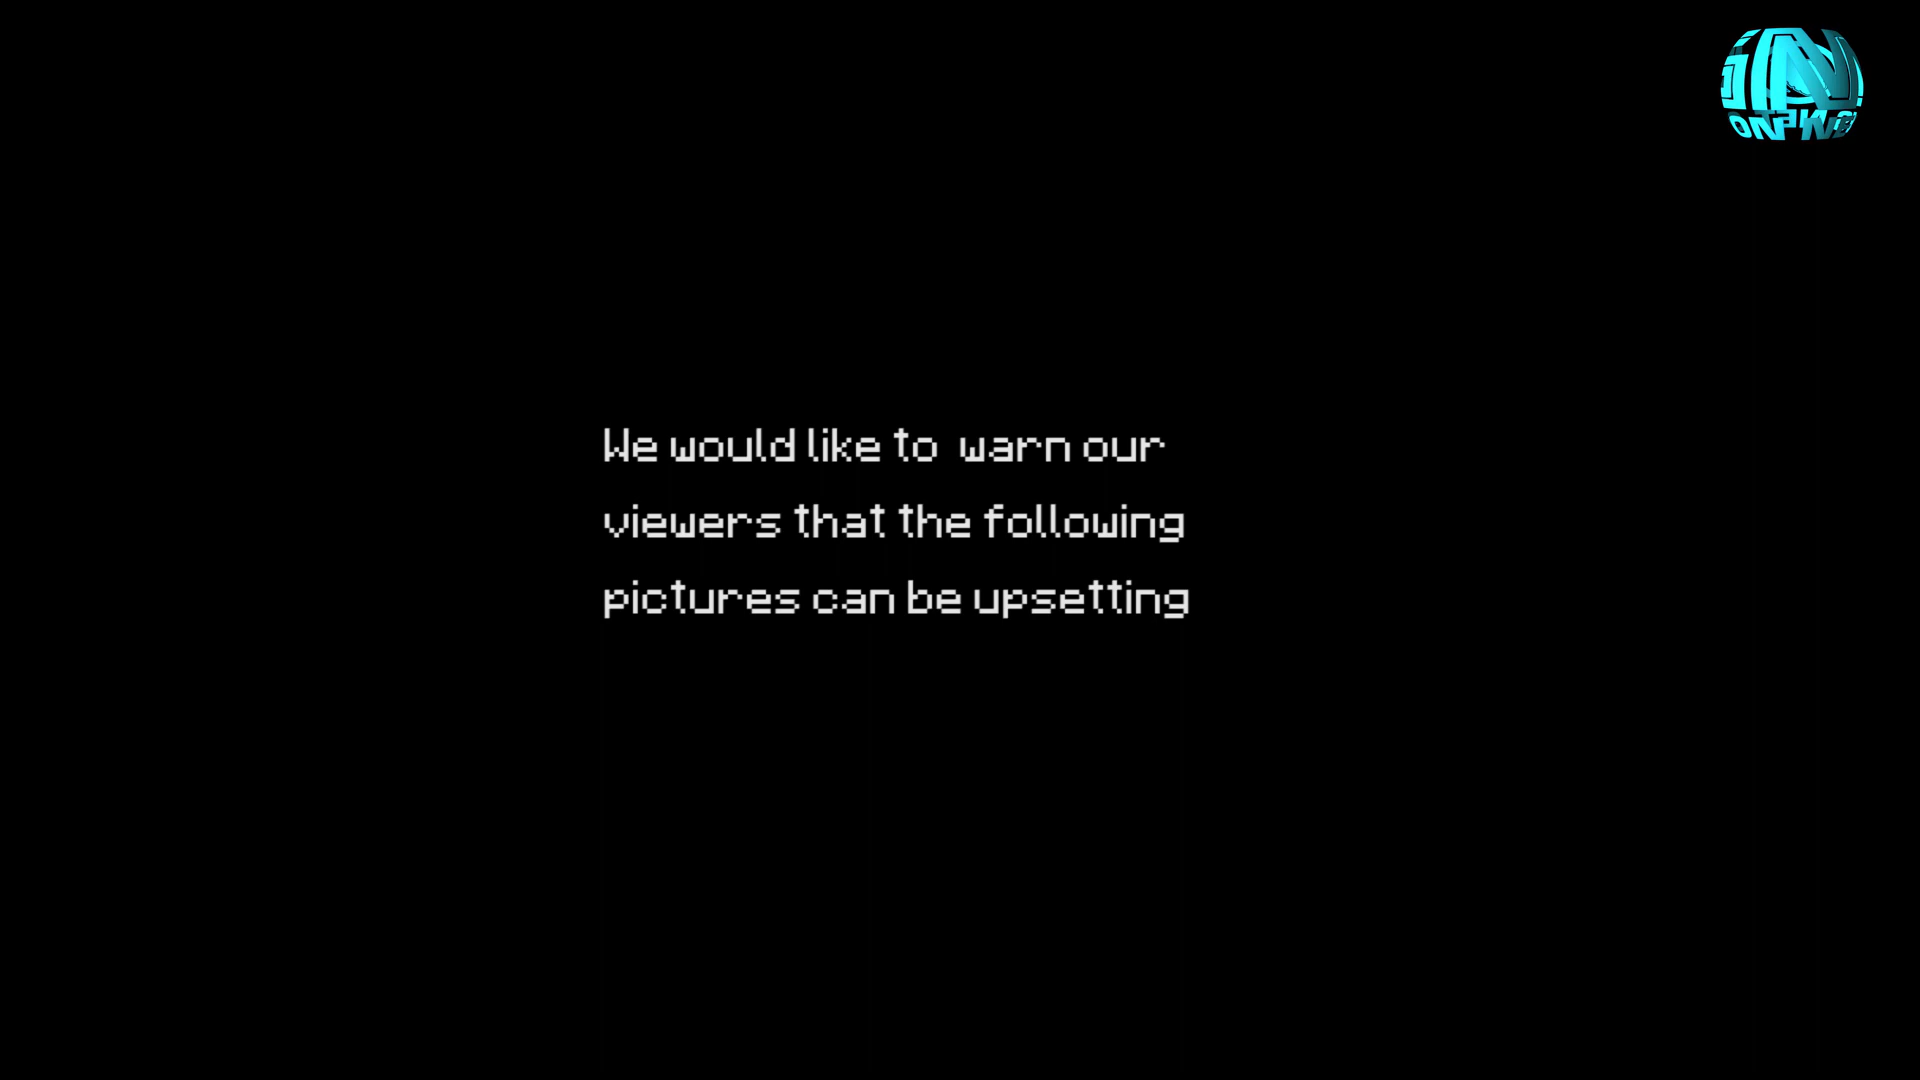 We would like to  warn our
viewers that the following
pictures can be upsetting